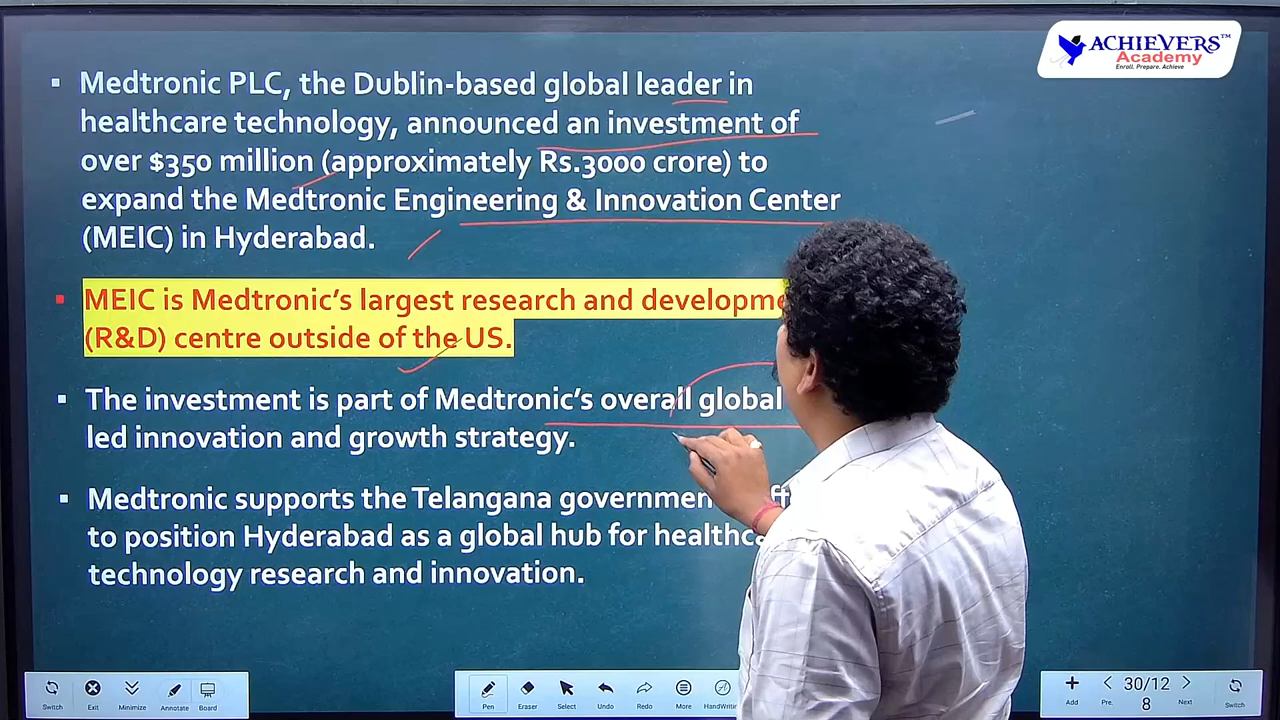 ACHIEVERS™
Academy
Enroll. Prepare. Achieve
▪ Medtronic PLC, the Dublin-based global leader in
healthcare technology, announced an investment of
over $350 million (approximately Rs.3000 crore) to
expand the Medtronic Engineering & Innovation Center
(MEIC) in Hyderabad.
▪ MEIC is Medtronic’s largest research and developme
(R&D) centre outside of the US.
▪ The investment is part of Medtronic’s overall global
led innovation and growth strategy.
▪ Medtronic supports the Telangana governmen
to position Hyderabad as a global hub for healthca
technology research and innovation.
Switch Exit Minimize Annotate Board Pen Eraser Select Undo Redo More HandWritin Add Pre. 30/12 8 Next Switch